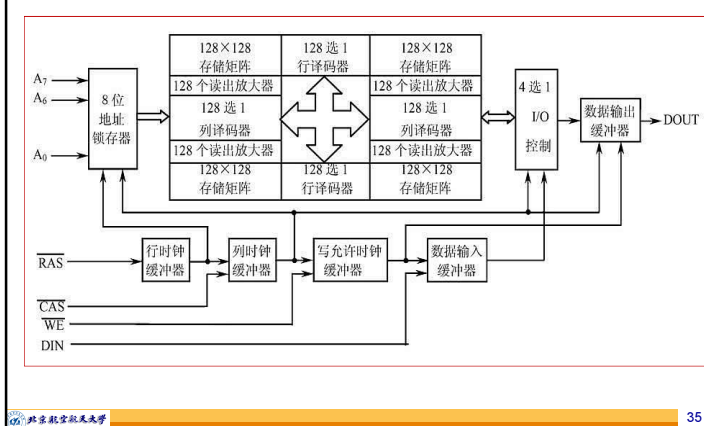 128×128
存储矩阵
128 选 1
行译码器
128×128
存储矩阵
128 个读出放大器
128 个读出放大器
128 选 1
列译码器
128 选 1
列译码器
128 个读出放大器
128 个读出放大器
128×128
存储矩阵
128 选 1
行译码器
128×128
存储矩阵
A7
A6
A0
8 位
地址
锁存器
4 选 1
I/O
控制
数据输出
缓冲器
DOUT
RAS
行时钟
缓冲器
列时钟
缓冲器
写允许时钟
缓冲器
数据输入
缓冲器
CAS
WE
DIN
北京航空航天大学
35